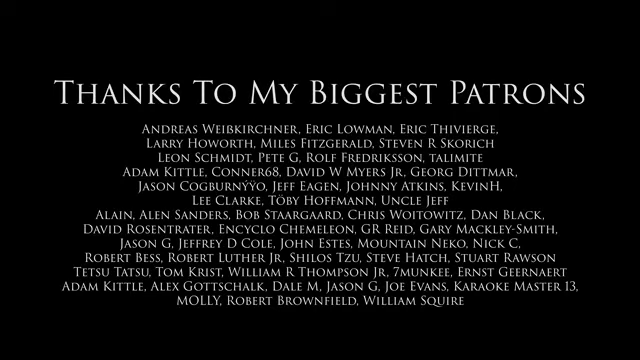 Thanks To My Biggest Patrons
Andreas Weibkirchner, Eric Lowman, Eric Thivierge,
Larry Howorth, Miles Fitzgerald, Steven R Skorich
Leon Schmidt, Pete G, Rolf Fredriksson, talimite
Adam Kittle, Conner68, David W Myers Jr, Georg Dittmar,
Jason Cogburnÿÿo, Jeff Eagen, Johnny Atkins, KevinH,
Lee Clarke, Töby Hoffmann, Uncle Jeff
Alain, Alen Sanders, Bob Staargaard, Chris Woitowitz, Dan Black,
David Rosentrater, Encyclo Chemeleon, GR Reid, Gary Mackley-Smith,
Jason G, Jeffrey D Cole, John Estes, Mountain Neko, Nick C,
Robert Bess, Robert Luther Jr, Shilos Tzu, Steve Hatch, Stuart Rawson
Tetsu Tatsu, Tom Krist, William R Thompson Jr, 7munkee, Ernst Geernaert
Adam Kittle, Alex Gottschalk, Dale M, Jason G, Joe Evans, Karaoke Master 13,
MOLLY, Robert Brownfield, William Squire